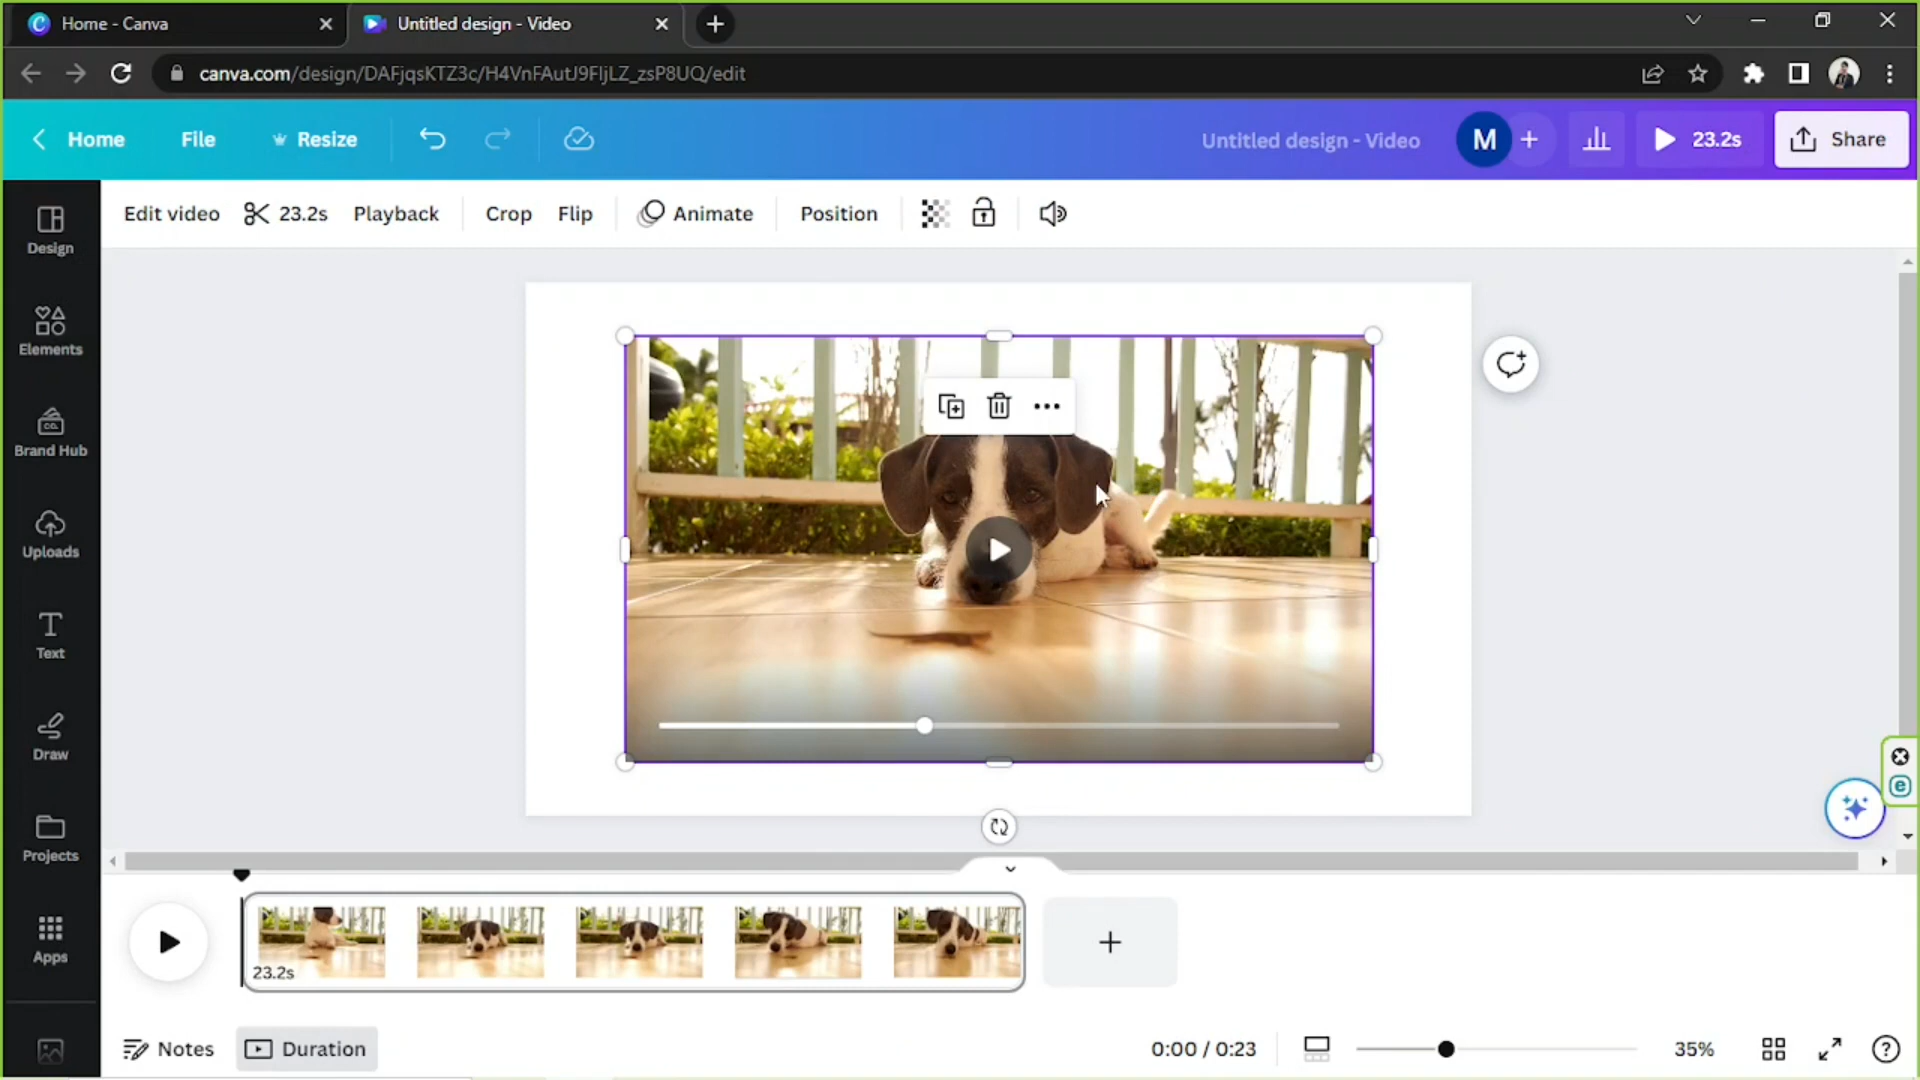 Home - Canva
Untitled design - Video
canva.com/design/DAFjqsKTZ3c/H4VnFAutJ9FIjLZ_zsP8UQ/edit
Home
File
Resize
Untitled design - Video
M
23.2s
Share
Edit video
23.2s
Playback
Crop
Flip
Animate
Position
Design
Elements
CO.
Brand Hub
Uploads
Text
Draw
Projects
Apps
23.2s
Notes
Duration
0:00 / 0:23
35%